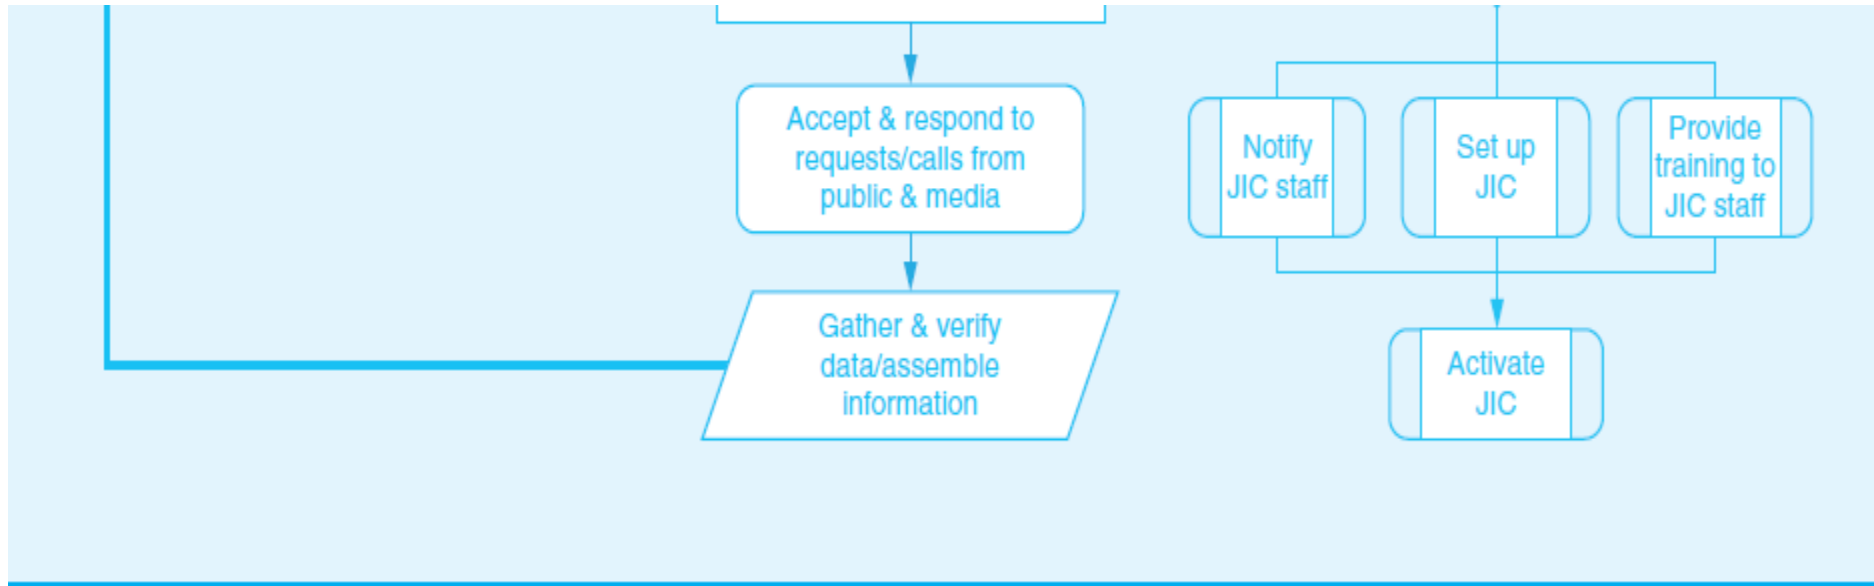 Accept & respond to
requests/calls from
public & media
Gather & verify
data/assemble
information
Notify
JIC staff
Set up
JIC
Provide
training to
JIC staff
Activate
JIC